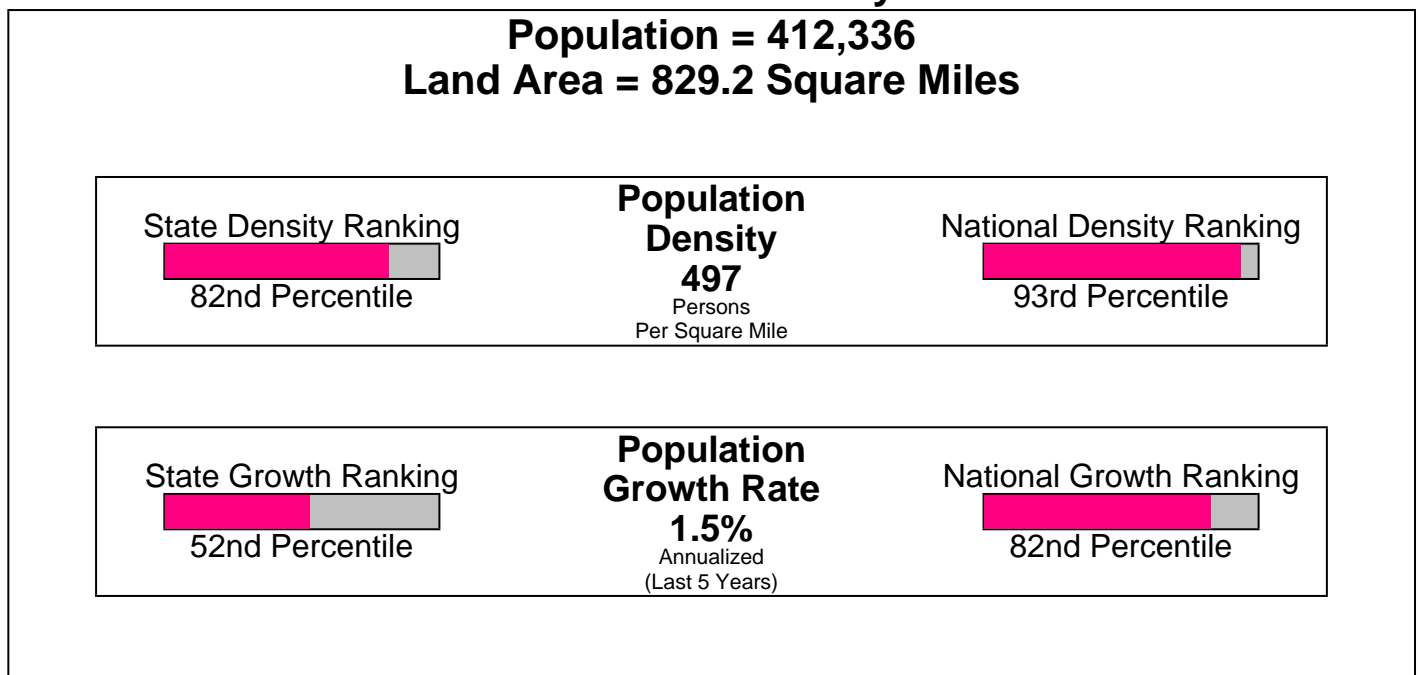 Population = 412,336
Land Area = 829.2 Square Miles
State Density Ranking
82nd Percentile
Population
Density
497
Persons
Per Square Mile
National Density Ranking
93rd Percentile
State Growth Ranking
52nd Percentile
Population
Growth Rate
1.5%
Annualized
(Last 5 Years)
National Growth Ranking
82nd Percentile